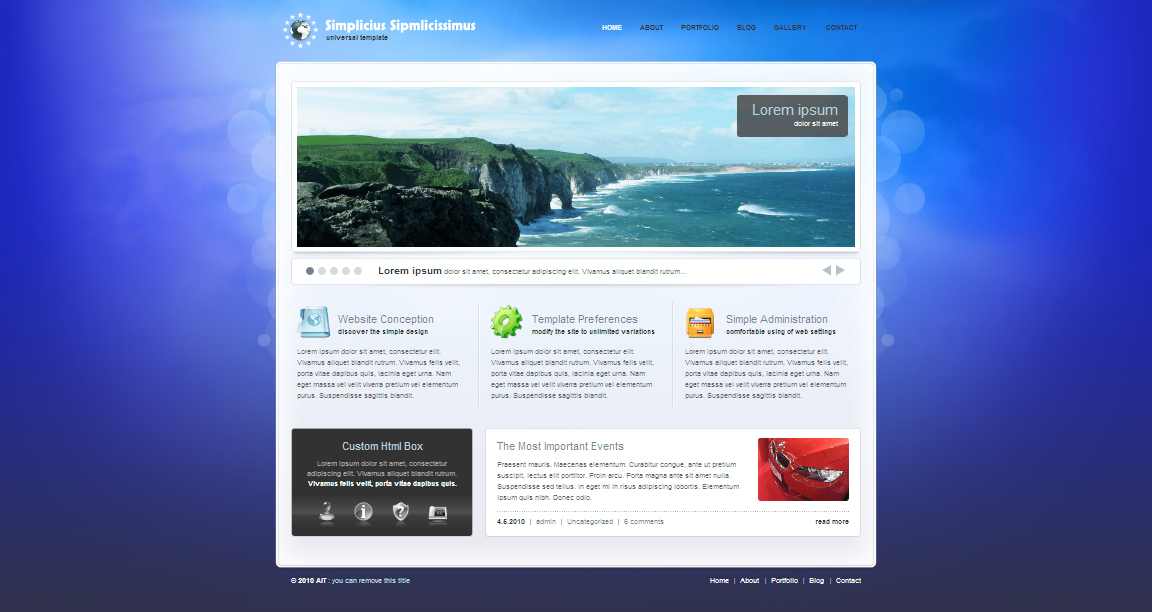 Simplicius Sipmlicissimus
universal template
HOME ABOUT PORTFOLIO BLOG GALLERY CONTACT
Lorem ipsum
dolor sit amet
Lorem ipsum dolor sit amet, consectetur adipiscing elit. Vivamus aliquet blandit rutrum...
Website Conception
discover the simple design
Lorem ipsum dolor sit amet, consectetur elit.
Vivamus aliquet blandit rutrum. Vivamus felis velit,
porta vitae dapibus quis, lacinia eget urna. Nam
eget massa vel velit viverra pretium vel elementum
purus. Suspendisse sagittis blandit.
Template Preferences
modify the site to unlimited variations
Lorem ipsum dolor sit amet, consectetur elit.
Vivamus aliquet blandit rutrum. Vivamus felis velit,
porta vitae dapibus quis, lacinia eget urna. Nam
eget massa vel velit viverra pretium vel elementum
purus. Suspendisse sagittis blandit.
Simple Administration
comfortable using of web settings
Lorem ipsum dolor sit amet, consectetur elit.
Vivamus aliquet blandit rutrum. Vivamus felis velit,
porta vitae dapibus quis, lacinia eget urna. Nam
eget massa vel velit viverra pretium vel elementum
purus. Suspendisse sagittis blandit.
Custom Html Box
Lorem ipsum dolor sit amet, consectetur
adipiscing elit. Vivamus aliquet blandit rutrum.
Vivamus felis velit, porta vitae dapibus quis.
The Most Important Events
Praesent mauris. Maecenas elementum. Curabitur congue, ante ut pretium
suscipit, lectus elit porttitor. Proin arcu. Porta magna ante sit amet nulla.
Suspendisse sed tellus. In eget mi in risus adipiscing lobortis. Elementum
ipsum quis nibh. Donec odio.
4.5.2010 | admin | Uncategorized | 6 comments read more
© 2010 AIT : you can remove this title
Home | About | Portfolio | Blog | Contact